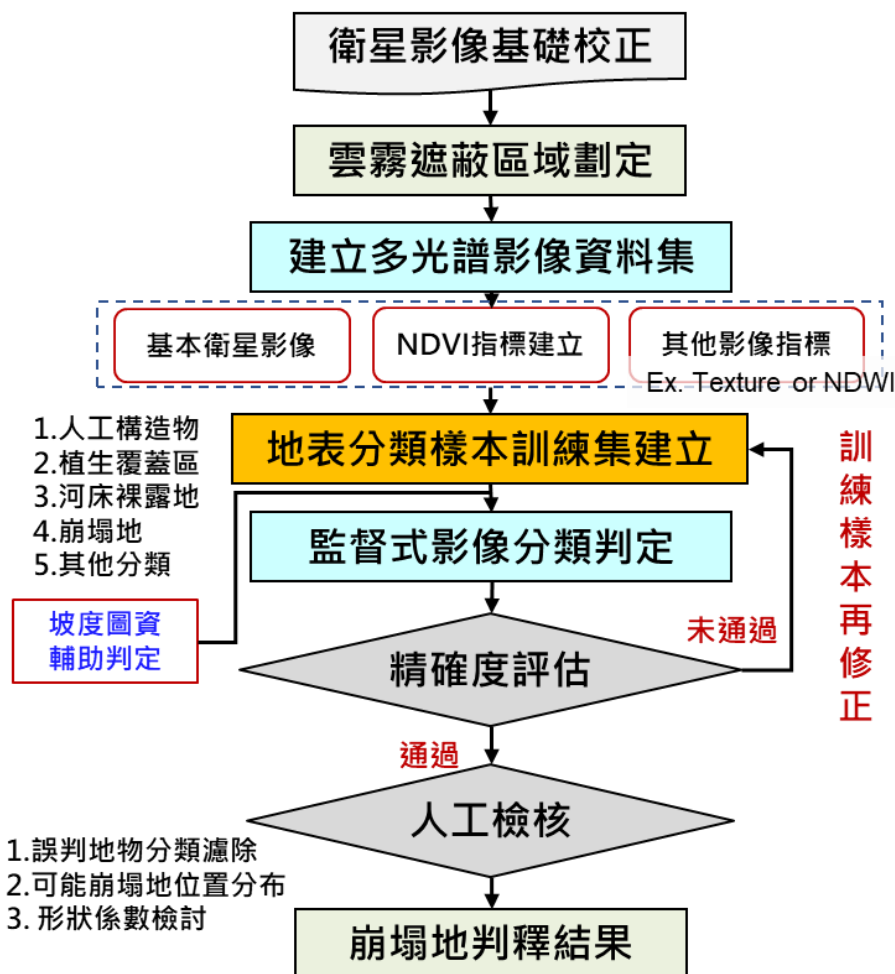 衛星影像基礎校正
雲霧遮蔽區域劃定
建立多光譜影像資料集
基本衛星影像
NDVI指標建立
其他影像指標
Ex. Texture or NDWI
地表分類樣本訓練集建立
1.人工構造物
2.植生覆蓋區
3.河床裸露地
4.崩塌地
5.其他分類
訓練樣本再修正
監督式影像分類判定
坡度圖資
輔助判定
精確度評估
未通過
通過
人工檢核
1.誤判地物分類濾除
2.可能崩塌地位置分布
3. 形狀係數檢討
崩塌地判釋結果